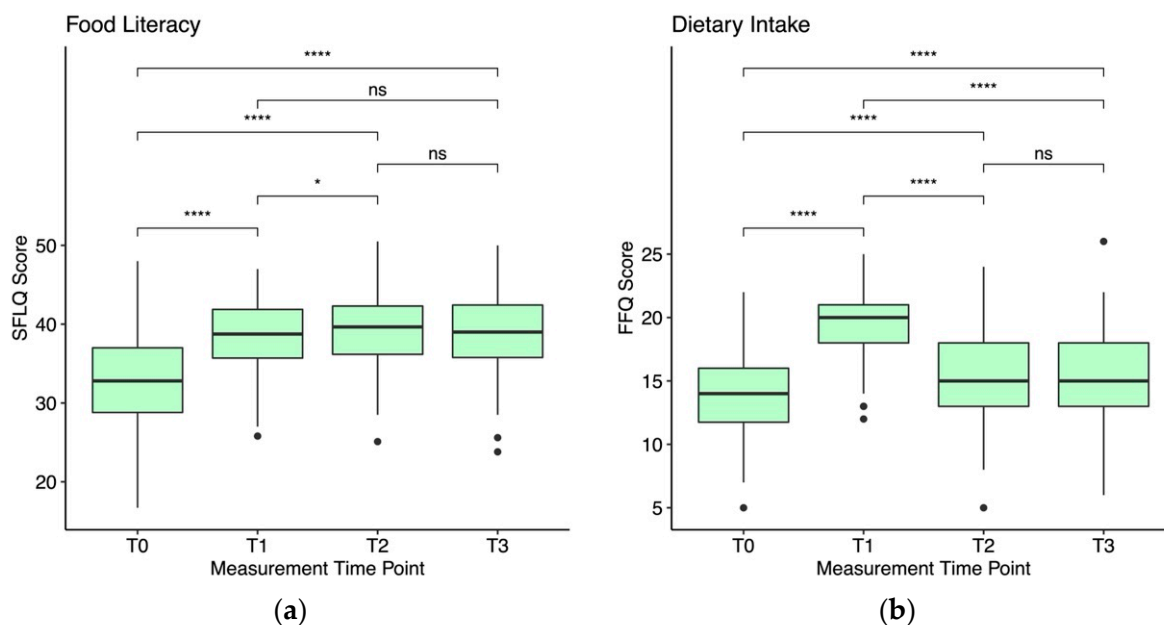 Food Literacy
****
ns
****
ns
*
****
50
40
30
20
SFLQ Score
T0 T1 T2 T3
Measurement Time Point
(a)
Dietary Intake
****
****
****
ns
****
****
25
20
15
10
5
FFQ Score
T0 T1 T2 T3
Measurement Time Point
(b)